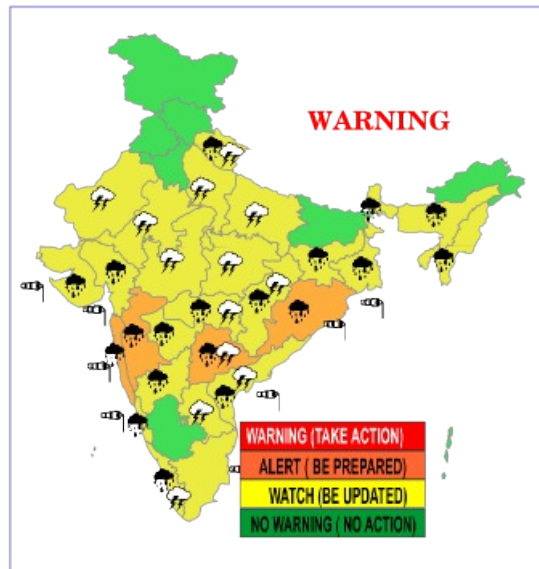 WARNING
WARNING (TAKE ACTION)
ALERT ( BE PREPARED)
WATCH (BE UPDATED)
NO WARNING ( NO ACTION)